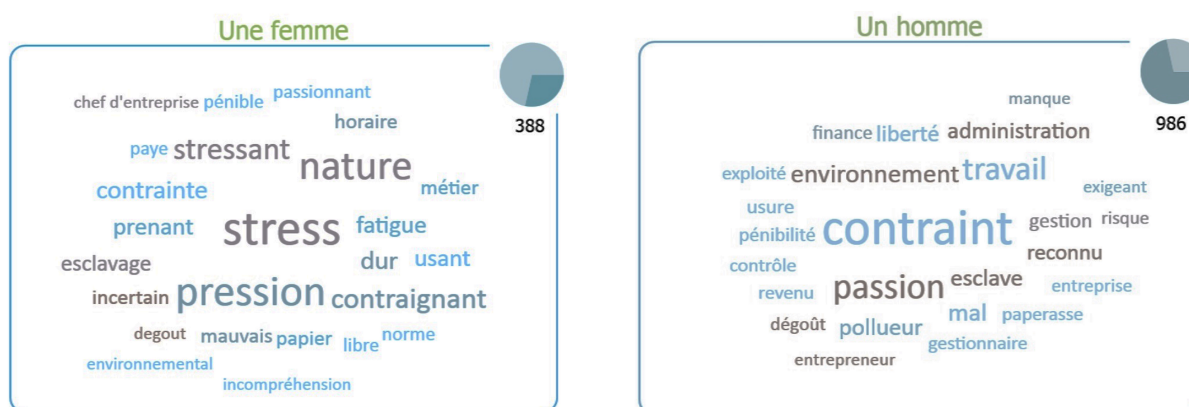 Une femme
388
chef d'entreprise pénible passionnant
horaire
paye stressant nature
contrainte métier
prenant stress fatigue
esclavage dur usant
incertain pression contraignant
degout mauvais papier libre norme
environnemental
incompréhension
Un homme
986
manque
finance liberté administration
exploité environnement travail
exigeant
usure
pénibilité contraint gestion risque
contrôle reconnu
revenu passion esclave entreprise
dégoût pollueur mal paperasse
gestionnaire
entrepreneur